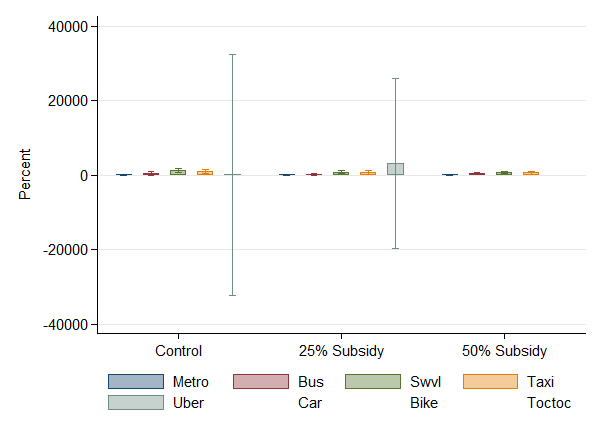 40000
20000
0
-20000
-40000
Percent
Control 25% Subsidy 50% Subsidy
Metro Bus Swvl Taxi
Uber Car Bike Toctoc